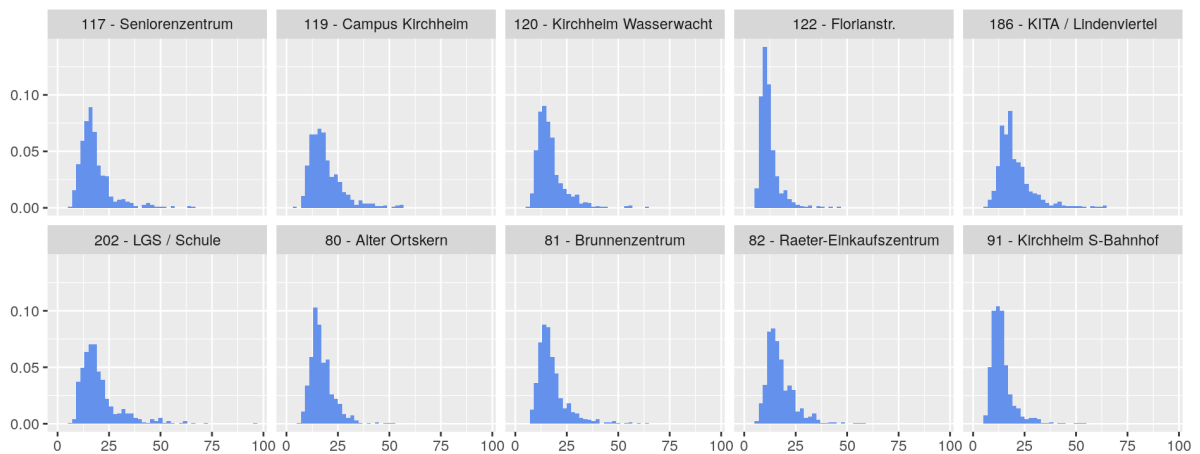 117 - Seniorenzentrum
119 - Campus Kirchheim
120 - Kirchheim Wasserwacht
122 - Florianstr.
186 - KITA / Lindenviertel
0.10
0.05
0.00
202 - LGS / Schule
80 - Alter Ortskern
81 - Brunnenzentrum
82 - Raeter-Einkaufszentrum
91 - Kirchheim S-Bahnhof
0.10
0.05
0.00
0 25 50 75 100 0 25 50 75 100 0 25 50 75 100 0 25 50 75 100 0 25 50 75 100